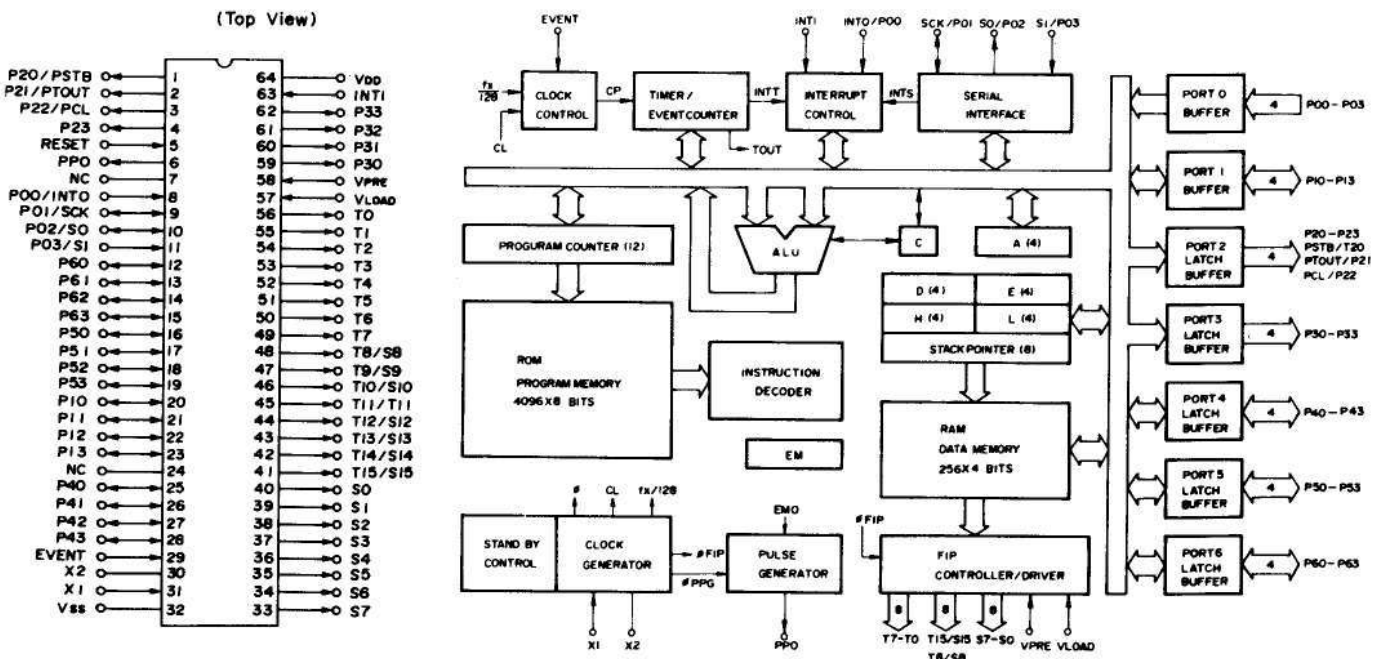 (Top View)
P20/PSTB 1 64 VDD
P21/PTOUT 2 63 INT1
P22/PCL 3 62 P33
P23 4 61 P32
RESET 5 60 P31
PPO 6 59 P30
NC 7 58 VPRE
P00/INT0 8 57 VLOAD
P01/SCK 9 56 T0
P02/SO 10 55 T1
P03/SI 11 54 T2
P60 12 53 T3
P61 13 52 T4
P62 14 51 T5
P63 15 50 T6
P50 16 49 T7
P51 17 48 T8/S8
P52 18 47 T9/S9
P53 19 46 T10/S10
P10 20 45 T11/T11
P11 21 44 T12/S12
P12 22 43 T13/S13
P13 23 42 T14/S14
NC 24 41 T15/S15
P40 25 40 S0
P41 26 39 S1
P42 27 38 S2
P43 28 37 S3
EVENT 29 36 S4
X2 30 35 S5
X1 31 34 S6
Vss 32 33 S7
EVENT INT1 INT0/P00 SCK/P01 SO/P02 SI/P03
fx/128
CL
CLOCK
CONTROL
CP
TIMER/
EVENTCOUNTER
INTT
TOUT
INTERRUPT
CONTROL
INTS
SERIAL
INTERFACE
PROGURAM COUNTER (12)
ALU
C
A (4)
D (4) E (4)
H (4) L (4)
STACK POINTER (8)
ROM
PROGRAM MEMORY
4096X8 BITS
INSTRUCTION
DECODER
EM
RAM
DATA MEMORY
256X4 BITS
ø CL fx/128
STAND BY
CONTROL
CLOCK
GENERATOR
øFIP
øPPG
X1 X2
EMO
PULSE
GENERATOR
PPO
øFIP
FIP
CONTROLLER/DRIVER
8 8 8
T7-T0 T15/S15 S7-S0 VPRE VLOAD
T8/S8
PORT 0
BUFFER
4 P00-P03
PORT 1
BUFFER
4 P10-P13
PORT 2
LATCH
BUFFER
4
P20-P23
PSTB/T20
PTOUT/P21
PCL/P22
PORT 3
LATCH
BUFFER
4 P30-P33
PORT 4
LATCH
BUFFER
4 P40-P43
PORT 5
LATCH
BUFFER
4 P50-P53
PORT 6
LATCH
BUFFER
4 P60-P63